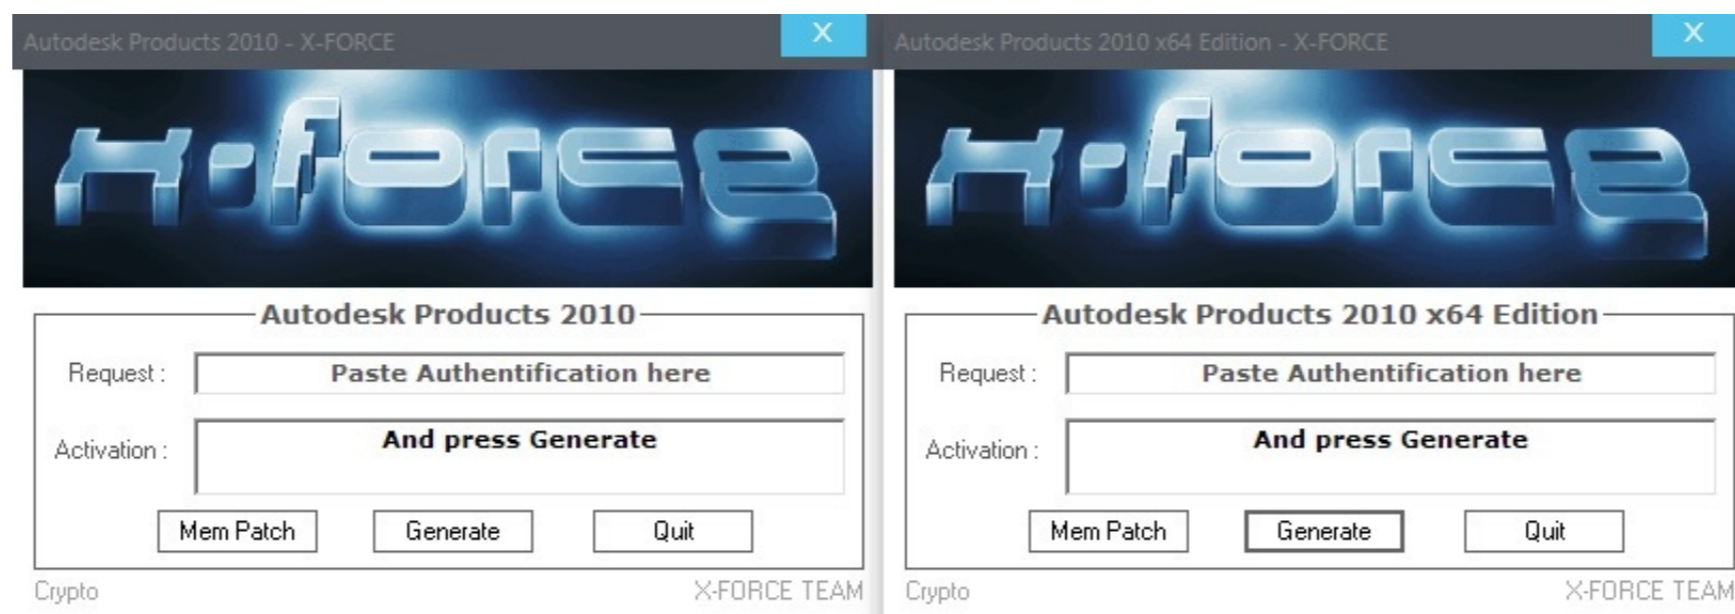 Autodesk Products 2010 - X-FORCE
X
x-force
Autodesk Products 2010
Request :
Paste Authentification here
Activation :
And press Generate
Mem Patch
Generate
Quit
Crypto
X-FORCE TEAM
Autodesk Products 2010 x64 Edition - X-FORCE
X
x-force
Autodesk Products 2010 x64 Edition
Request :
Paste Authentification here
Activation :
And press Generate
Mem Patch
Generate
Quit
Crypto
X-FORCE TEAM